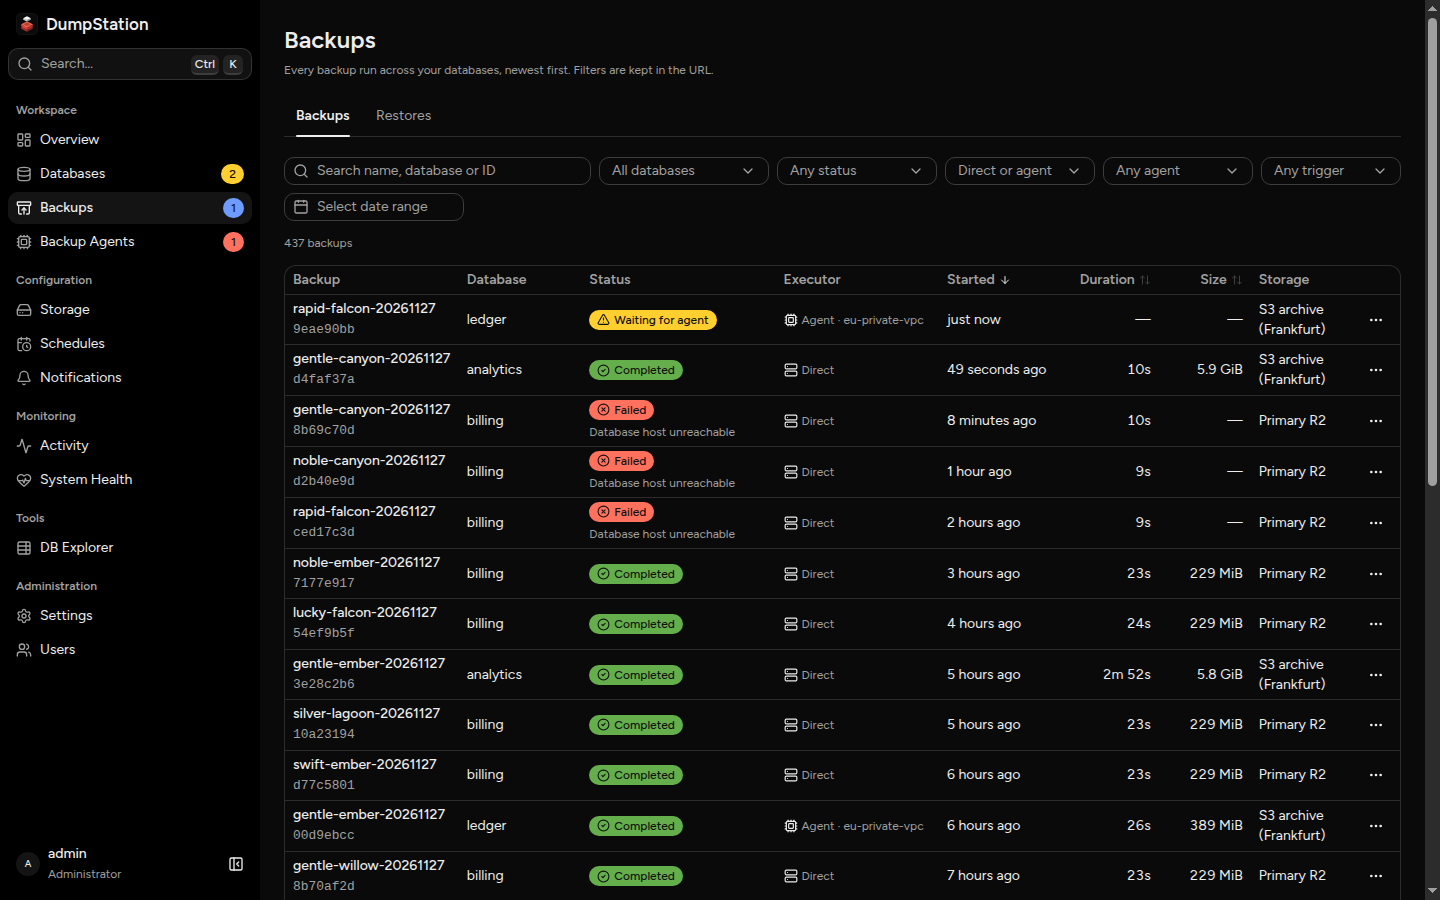 DumpStation
Search... Ctrl K
Workspace
Overview
Databases 2
Backups 1
Backup Agents 1
Configuration
Storage
Schedules
Notifications
Monitoring
Activity
System Health
Tools
DB Explorer
Administration
Settings
Users
A admin
Administrator
Backups
Every backup run across your databases, newest first. Filters are kept in the URL.
Backups Restores
Search name, database or ID All databases Any status Direct or agent Any agent Any trigger
Select date range
437 backups
Backup Database Status Executor Started Duration Size Storage
rapid-falcon-20261127
9eae90bb ledger Waiting for agent Agent · eu-private-vpc just now — — S3 archive
(Frankfurt)
gentle-canyon-20261127
d4faf37a analytics Completed Direct 49 seconds ago 10s 5.9 GiB S3 archive
(Frankfurt)
gentle-canyon-20261127
8b69c70d billing Failed
Database host unreachable Direct 8 minutes ago 10s — Primary R2
noble-canyon-20261127
d2b40e9d billing Failed
Database host unreachable Direct 1 hour ago 9s — Primary R2
rapid-falcon-20261127
ced17c3d billing Failed
Database host unreachable Direct 2 hours ago 9s — Primary R2
noble-ember-20261127
7177e917 billing Completed Direct 3 hours ago 23s 229 MiB Primary R2
lucky-falcon-20261127
54ef9b5f billing Completed Direct 4 hours ago 24s 229 MiB Primary R2
gentle-ember-20261127
3e28c2b6 analytics Completed Direct 5 hours ago 2m 52s 5.8 GiB S3 archive
(Frankfurt)
silver-lagoon-20261127
10a23194 billing Completed Direct 5 hours ago 23s 229 MiB Primary R2
swift-ember-20261127
d77c5801 billing Completed Direct 6 hours ago 23s 229 MiB Primary R2
gentle-ember-20261127
00d9ebcc ledger Completed Agent · eu-private-vpc 6 hours ago 26s 389 MiB S3 archive
(Frankfurt)
gentle-willow-20261127
8b70af2d billing Completed Direct 7 hours ago 23s 229 MiB Primary R2